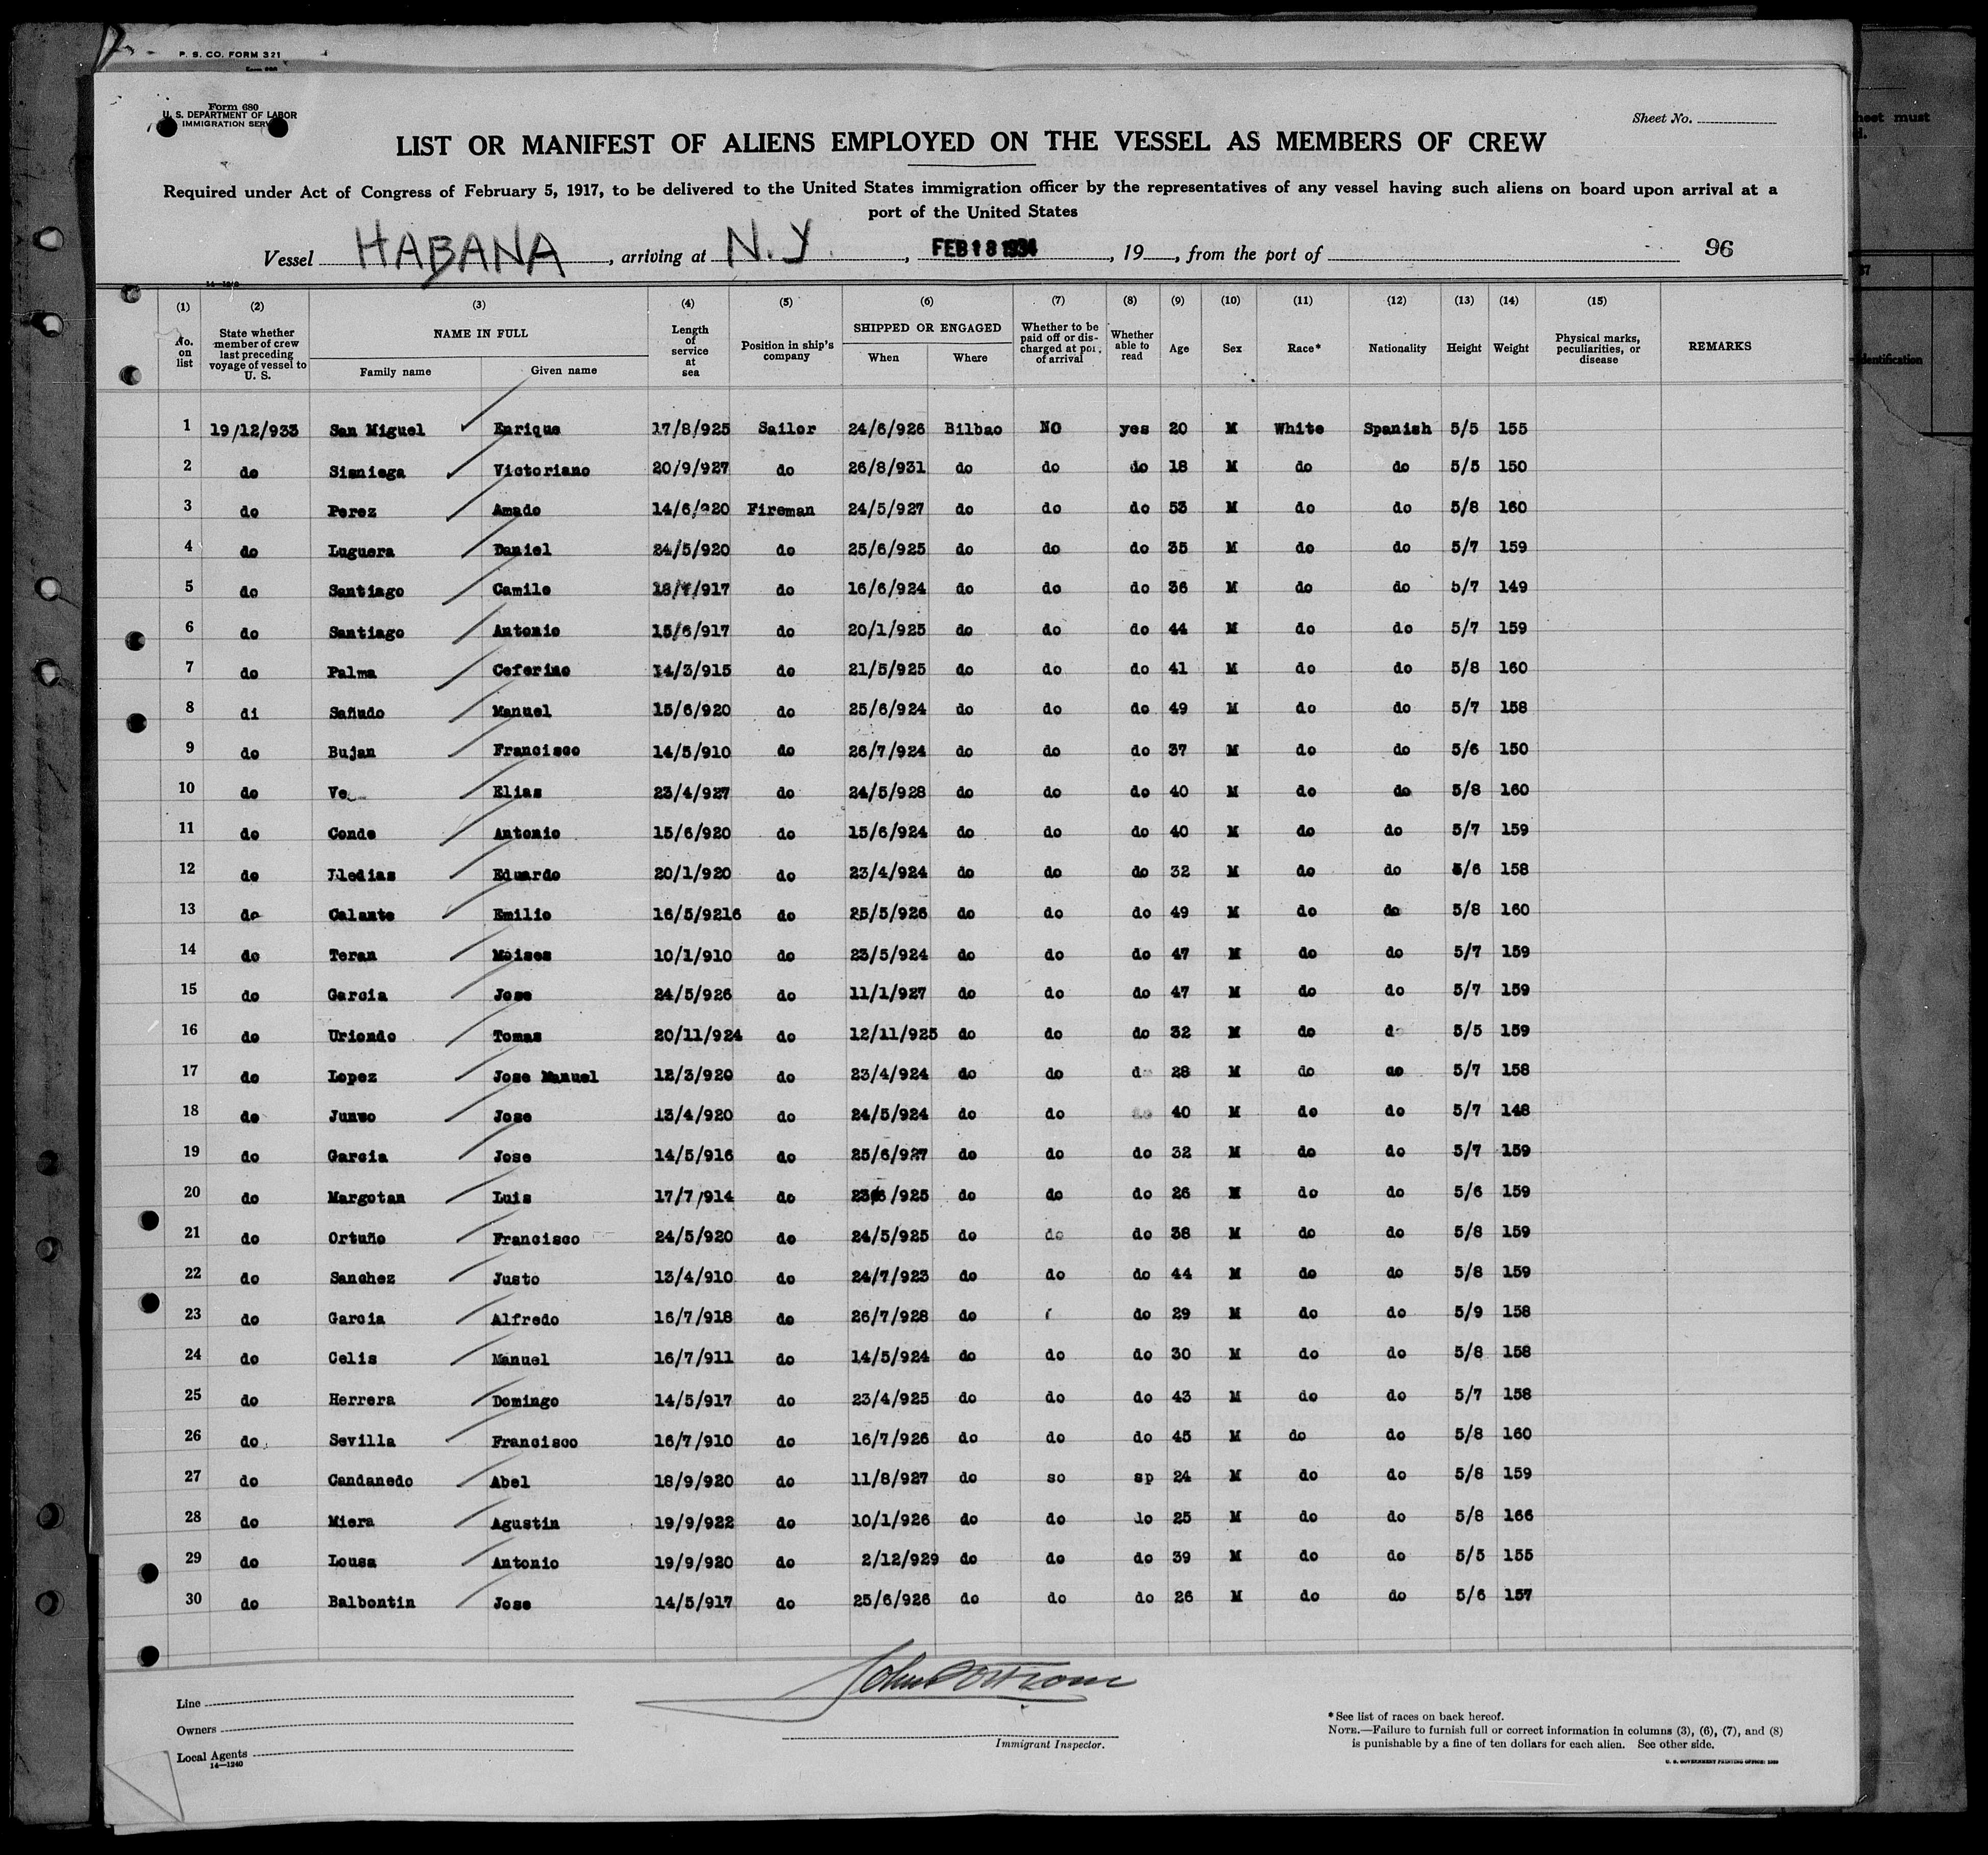 P. S. CO. FORM 321
Form 680
U. S. DEPARTMENT OF LABOR
IMMIGRATION SERV
Sheet No.
LIST OR MANIFEST OF ALIENS EMPLOYED ON THE VESSEL AS MEMBERS OF CREW
Required under Act of Congress of February 5, 1917, to be delivered to the United States immigration officer by the representatives of any vessel having such aliens on board upon arrival at a
port of the United States
Vessel HABANA, arriving at N.Y., FEB 18 1934, 19 , from the port of 96
(1) (2) (3) (4) (5) (6) (7) (8) (9) (10) (11) (12) (13) (14) (15)
No. on list State whether member of crew last preceding voyage of vessel to U. S. NAME IN FULL Family name Given name Length of service at sea Position in ship's company SHIPPED OR ENGAGED When Where Whether to be paid off or discharged at port of arrival Whether able to read Age Sex Race* Nationality Height Weight Physical marks, peculiarities, or disease REMARKS
1 19/12/933 San Miguel Enrique 17/8/925 Sailor 24/6/926 Bilbao NO yes 20 M White Spanish 5/5 155
2 do Sisniega Victoriano 20/9/927 do 26/8/931 do do do 18 M do do 5/5 150
3 do Perez Amado 14/6/920 Fireman 24/5/927 do do do 53 M do do 5/8 160
4 do Luguera Daniel 24/5/920 do 25/6/925 do do do 35 M do do 5/7 159
5 do Santiago Camilo /917 do 16/6/924 do do do 36 M do do 5/7 149
6 do Santiago Antonio 15/6/917 do 20/1/925 do do do 44 M do do 5/7 159
7 do Palma Ceferino 14/3/915 do 21/5/925 do do do 41 M do do 5/8 160
8 di Sañudo Manuel 15/6/920 do 25/6/924 do do do 49 M do do 5/7 158
9 do Bujan Francisco 14/5/910 do 26/7/924 do do do 37 M do do 5/6 150
10 do Ve Elias 23/4/927 do 24/5/928 do do do 40 M do do 5/8 160
11 do Conde Antonio 15/6/920 do 15/6/924 do do do 40 M do do 5/7 159
12 do Lledias Eduardo 20/1/920 do 23/4/924 do do do 32 M do do 5/6 158
13 do Galante Emilio 16/5/9216 do 25/5/926 do do do 49 M do do 5/8 160
14 do Teran Moises 10/1/910 do 23/5/924 do do do 47 M do do 5/7 159
15 do Garcia Jose 24/5/926 do 11/1/927 do do do 47 M do do 5/7 159
16 do Uriondo Tomas 20/11/924 do 12/11/925 do do do 32 M do d 5/5 159
17 do Lopez Jose Manuel 12/3/920 do 23/4/924 do do d 28 M do do 5/7 158
18 do Junco Jose 13/4/920 do 24/5/924 do do do 40 M do do 5/7 148
19 do Garcia Jose 14/5/916 do 25/6/927 do do do 32 M do do 5/7 159
20 do Margotan Luis 17/7/914 do 23/6/925 do do do 26 M do do 5/6 159
21 do Ortuño Francisco 24/5/920 do 24/5/925 do do do 38 M do do 5/8 159
22 do Sanchez Justo 13/4/910 do 24/7/923 do do do 44 M do do 5/8 159
23 do Garcia Alfredo 16/7/918 do 26/7/928 do do 29 M do do 5/9 158
24 do Celis Manuel 16/7/911 do 14/5/924 do do do 30 M do do 5/8 158
25 do Herrera Domingo 14/5/917 do 23/4/925 do do do 43 M do do 5/7 158
26 do Sevilla Francisco 16/7/910 do 16/7/926 do do do 45 M do do 5/8 160
27 do Candanedo Abel 18/9/920 do 11/8/927 do so sp 24 M do do 5/8 159
28 do Miera Agustin 19/9/922 do 10/1/926 do do do 25 M do do 5/8 166
29 do Lousa Antonio 19/9/920 do 2/12/929 do do do 39 M do do 5/5 155
30 do Balbontin Jose 14/5/917 do 25/6/926 do do do 26 M do do 5/6 157
Line
Owners
Local Agents
14—1240
Immigrant Inspector.
* See list of races on back hereof.
NOTE.—Failure to furnish full or correct information in columns (3), (6), (7), and (8)
is punishable by a fine of ten dollars for each alien. See other side.
U. S. GOVERNMENT PRINTING OFFICE